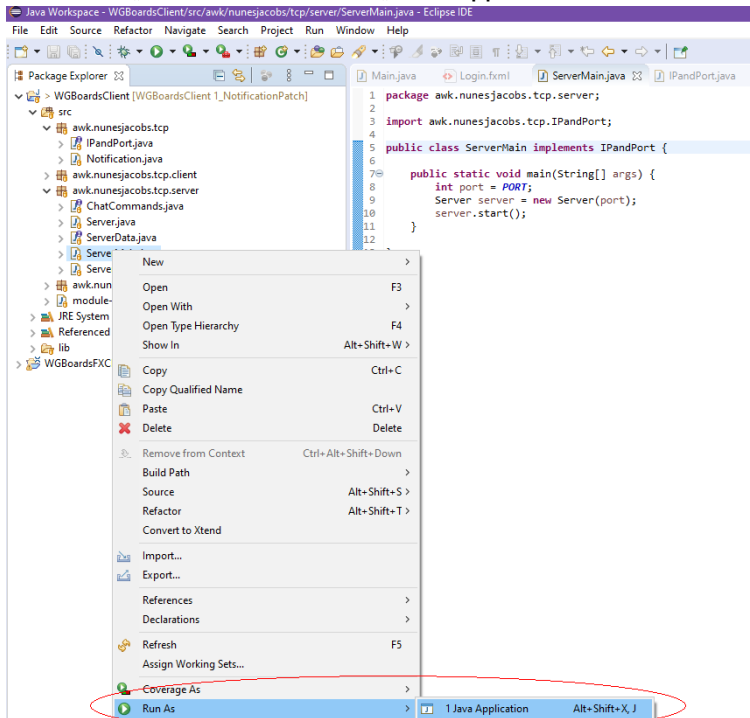 Java Workspace - WGBoardsClient/src/awk/nunesjacobs/tcp/server/ServerMain.java - Eclipse IDE
File Edit Source Refactor Navigate Search Project Run Window Help
Package Explorer
Main.java Login.fxml ServerMain.java IPandPort.java
> WGBoardsClient [WGBoardsClient 1_NotificationPatch]
src
awk.nunesjacobs.tcp
IPandPort.java
Notification.java
awk.nunesjacobs.tcp.client
awk.nunesjacobs.tcp.server
ChatCommands.java
Server.java
ServerData.java
Serve
Serve
awk.nun
module-
JRE System
Referenced
lib
WGBoardsFXC
1 package awk.nunesjacobs.tcp.server;
2
3 import awk.nunesjacobs.tcp.IPandPort;
4
5 public class ServerMain implements IPandPort {
6
7 public static void main(String[] args) {
8 int port = PORT;
9 Server server = new Server(port);
10 server.start();
11 }
12
New >
Open F3
Open With >
Open Type Hierarchy F4
Show In Alt+Shift+W >
Copy Ctrl+C
Copy Qualified Name
Paste Ctrl+V
Delete Delete
Remove from Context Ctrl+Alt+Shift+Down
Build Path >
Source Alt+Shift+S >
Refactor Alt+Shift+T >
Convert to Xtend
Import...
Export...
References >
Declarations >
Refresh F5
Assign Working Sets...
Coverage As >
Run As >
1 Java Application Alt+Shift+X, J